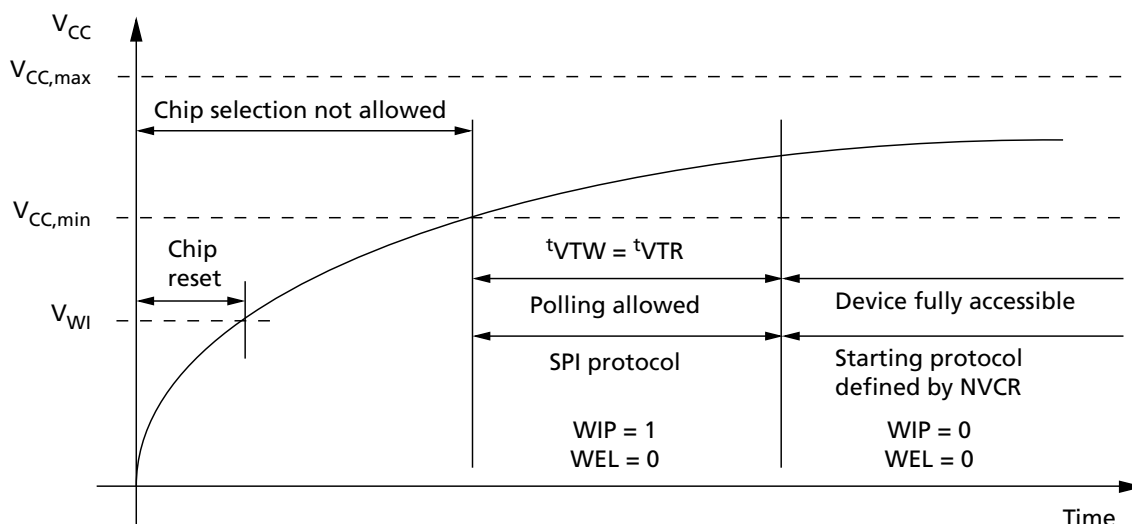 VCC
VCC,max
Chip selection not allowed
VCC,min
Chip
reset
tVTW = tVTR
Polling allowed
Device fully accessible
VWI
SPI protocol
Starting protocol
defined by NVCR
WIP = 1
WEL = 0
WIP = 0
WEL = 0
Time